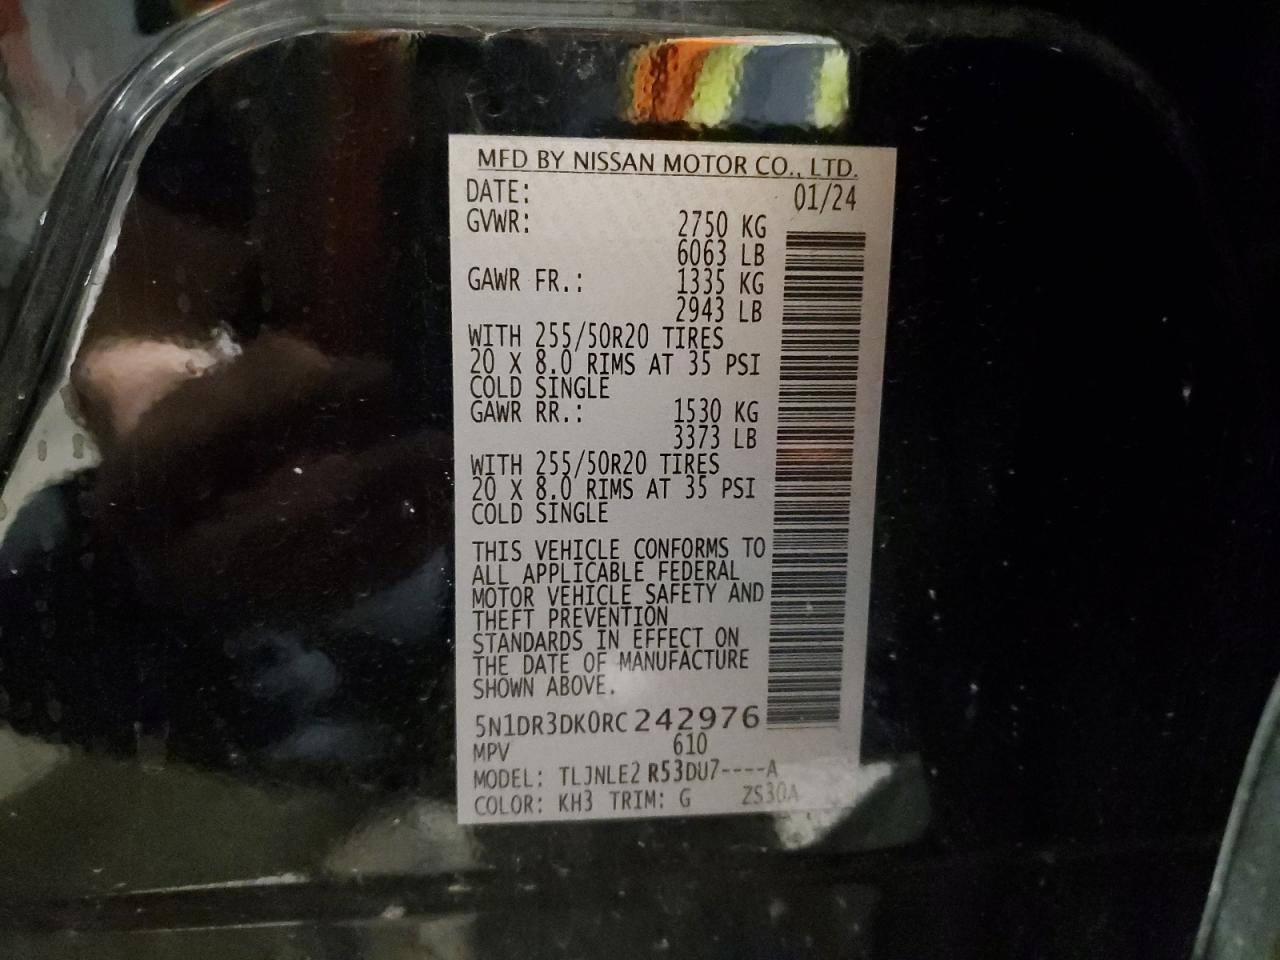 MFD BY NISSAN MOTOR CO., LTD.
DATE: 01/24
GVWR: 2750 KG
6063 LB
GAWR FR.: 1335 KG
2943 LB
WITH 255/50R20 TIRES
20 X 8.0 RIMS AT 35 PSI
COLD SINGLE
GAWR RR.: 1530 KG
3373 LB
WITH 255/50R20 TIRES
20 X 8.0 RIMS AT 35 PSI
COLD SINGLE
THIS VEHICLE CONFORMS TO
ALL APPLICABLE FEDERAL
MOTOR VEHICLE SAFETY AND
THEFT PREVENTION
STANDARDS IN EFFECT ON
THE DATE OF MANUFACTURE
SHOWN ABOVE.
5N1DR3DK0RC242976
MPV 610
MODEL: TLJNLE2 R53DU7----A
COLOR: KH3 TRIM: G ZS30A